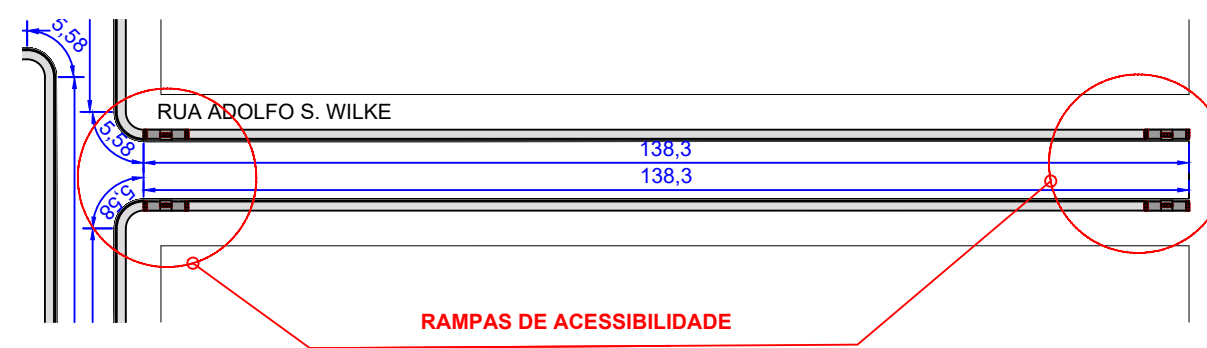 5,58
RUA ADOLFO S. WILKE
5,58
138,3
138,3
5,58
RAMPAS DE ACESSIBILIDADE